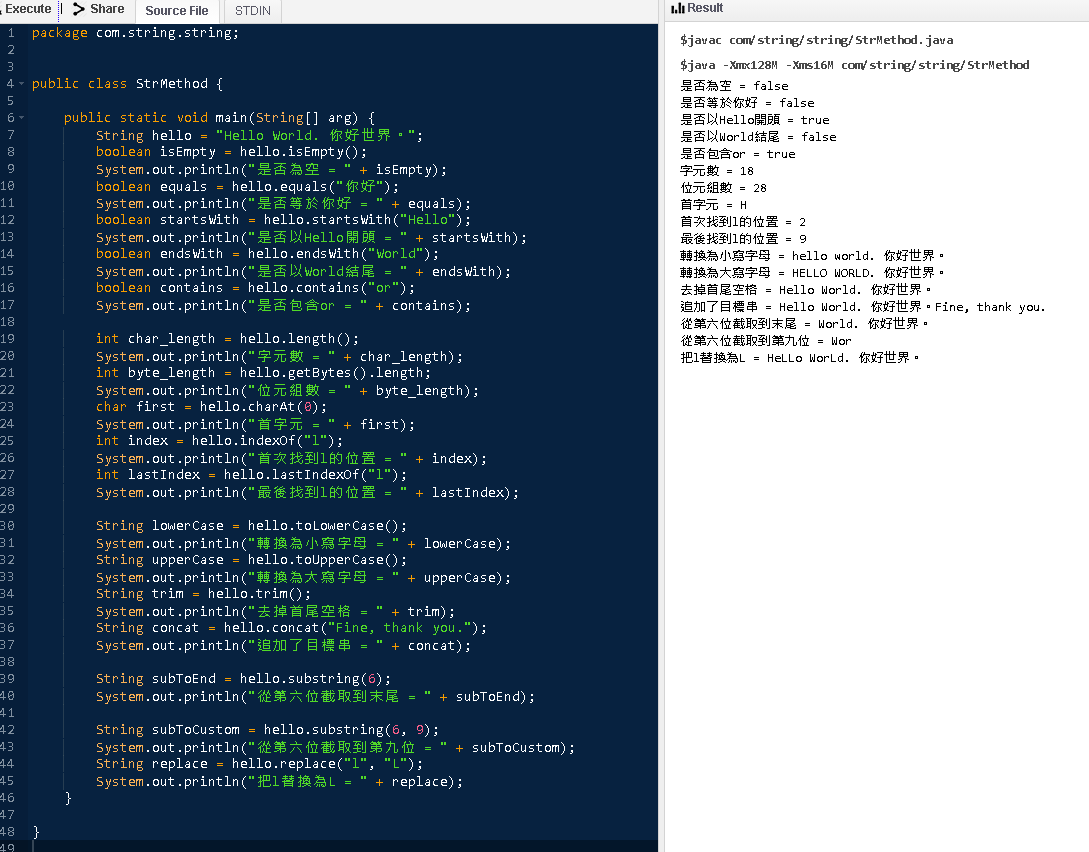 Execute | Share Source File STDIN
1 package com.string.string;
2
3
4 public class StrMethod {
5
6 public static void main(String[] arg) {
7 String hello = "Hello World. 你好世界。";
8 boolean isEmpty = hello.isEmpty();
9 System.out.println("是否為空 = " + isEmpty);
10 boolean equals = hello.equals("你好");
11 System.out.println("是否等於你好 = " + equals);
12 boolean startsWith = hello.startsWith("Hello");
13 System.out.println("是否以Hello開頭 = " + startsWith);
14 boolean endsWith = hello.endsWith("World");
15 System.out.println("是否以World結尾 = " + endsWith);
16 boolean contains = hello.contains("or");
17 System.out.println("是否包含or = " + contains);
18
19 int char_length = hello.length();
20 System.out.println("字元數 = " + char_length);
21 int byte_length = hello.getBytes().length;
22 System.out.println("位元組數 = " + byte_length);
23 char first = hello.charAt(0);
24 System.out.println("首字元 = " + first);
25 int index = hello.indexOf("l");
26 System.out.println("首次找到l的位置 = " + index);
27 int lastIndex = hello.lastIndexOf("l");
28 System.out.println("最後找到l的位置 = " + lastIndex);
29
30 String lowerCase = hello.toLowerCase();
31 System.out.println("轉換為小寫字母 = " + lowerCase);
32 String upperCase = hello.toUpperCase();
33 System.out.println("轉換為大寫字母 = " + upperCase);
34 String trim = hello.trim();
35 System.out.println("去掉首尾空格 = " + trim);
36 String concat = hello.concat("Fine, thank you.");
37 System.out.println("追加了目標串 = " + concat);
38
39 String subToEnd = hello.substring(6);
40 System.out.println("從第六位截取到末尾 = " + subToEnd);
41
42 String subToCustom = hello.substring(6, 9);
43 System.out.println("從第六位截取到第九位 = " + subToCustom);
44 String replace = hello.replace("l", "L");
45 System.out.println("把l替換為L = " + replace);
46 }
47
48 }
49
Result
$javac com/string/string/StrMethod.java
$java -Xmx128M -Xms16M com/string/string/StrMethod
是否為空 = false
是否等於你好 = false
是否以Hello開頭 = true
是否以World結尾 = false
是否包含or = true
字元數 = 18
位元組數 = 28
首字元 = H
首次找到l的位置 = 2
最後找到l的位置 = 9
轉換為小寫字母 = hello world. 你好世界。
轉換為大寫字母 = HELLO WORLD. 你好世界。
去掉首尾空格 = Hello World. 你好世界。
追加了目標串 = Hello World. 你好世界。Fine, thank you.
從第六位截取到末尾 = World. 你好世界。
從第六位截取到第九位 = Wor
把l替換為L = HeLLo WorLd. 你好世界。